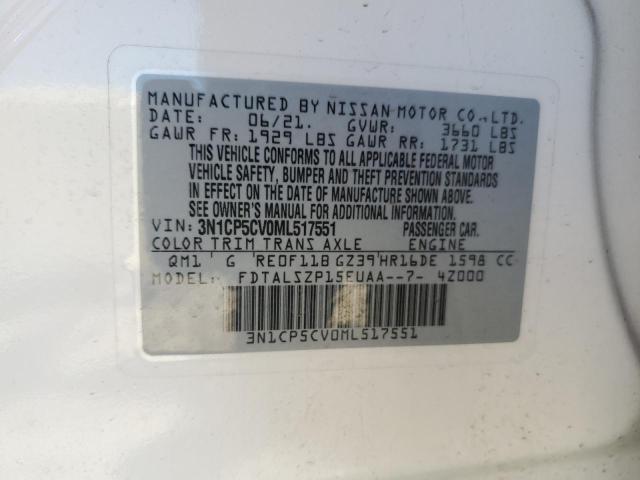 MANUFACTURED BY NISSAN MOTOR CO.,LTD.
DATE: 06/21. GVWR: 3660 LBS
GAWR FR: 1929 LBS GAWR RR: 1731 LBS
THIS VEHICLE CONFORMS TO ALL APPLICABLE FEDERAL MOTOR
VEHICLE SAFETY, BUMPER AND THEFT PREVENTION STANDARDS
IN EFFECT ON THE DATE OF MANUFACTURE SHOWN ABOVE.
SEE OWNER'S MANUAL FOR ADDITIONAL INFORMATION.
VIN: 3N1CP5CV0ML517551 PASSENGER CAR.
COLOR TRIM TRANS AXLE ENGINE
QM1 G RE0F11B GZ39 HR16DE 1598 CC
MODEL: FDTALSZP15EUAA--7- 4Z000
3N1CP5CV0ML517551